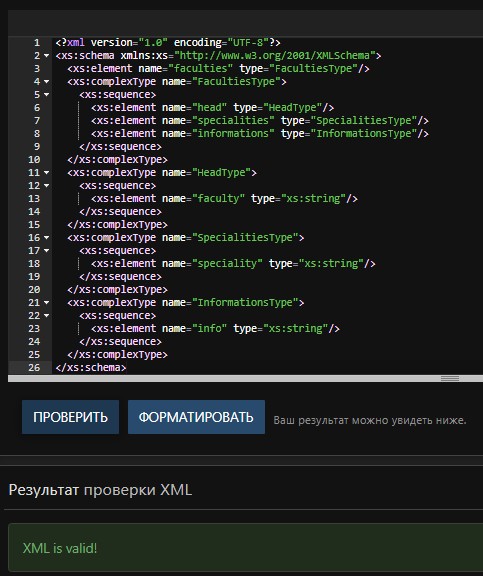 1 <?xml version="1.0" encoding="UTF-8"?>
2 <xs:schema xmlns:xs="http://www.w3.org/2001/XMLSchema">
3 <xs:element name="faculties" type="FacultiesType"/>
4 <xs:complexType name="FacultiesType">
5 <xs:sequence>
6 <xs:element name="head" type="HeadType"/>
7 <xs:element name="specialities" type="SpecialitiesType"/>
8 <xs:element name="informations" type="InformationsType"/>
9 </xs:sequence>
10 </xs:complexType>
11 <xs:complexType name="HeadType">
12 <xs:sequence>
13 <xs:element name="faculty" type="xs:string"/>
14 </xs:sequence>
15 </xs:complexType>
16 <xs:complexType name="SpecialitiesType">
17 <xs:sequence>
18 <xs:element name="speciality" type="xs:string"/>
19 </xs:sequence>
20 </xs:complexType>
21 <xs:complexType name="InformationsType">
22 <xs:sequence>
23 <xs:element name="info" type="xs:string"/>
24 </xs:sequence>
25 </xs:complexType>
26 </xs:schema>
ПРОВЕРИТЬ ФОРМАТИРОВАТЬ Ваш результат можно увидеть ниже.
Результат проверки XML
XML is valid!